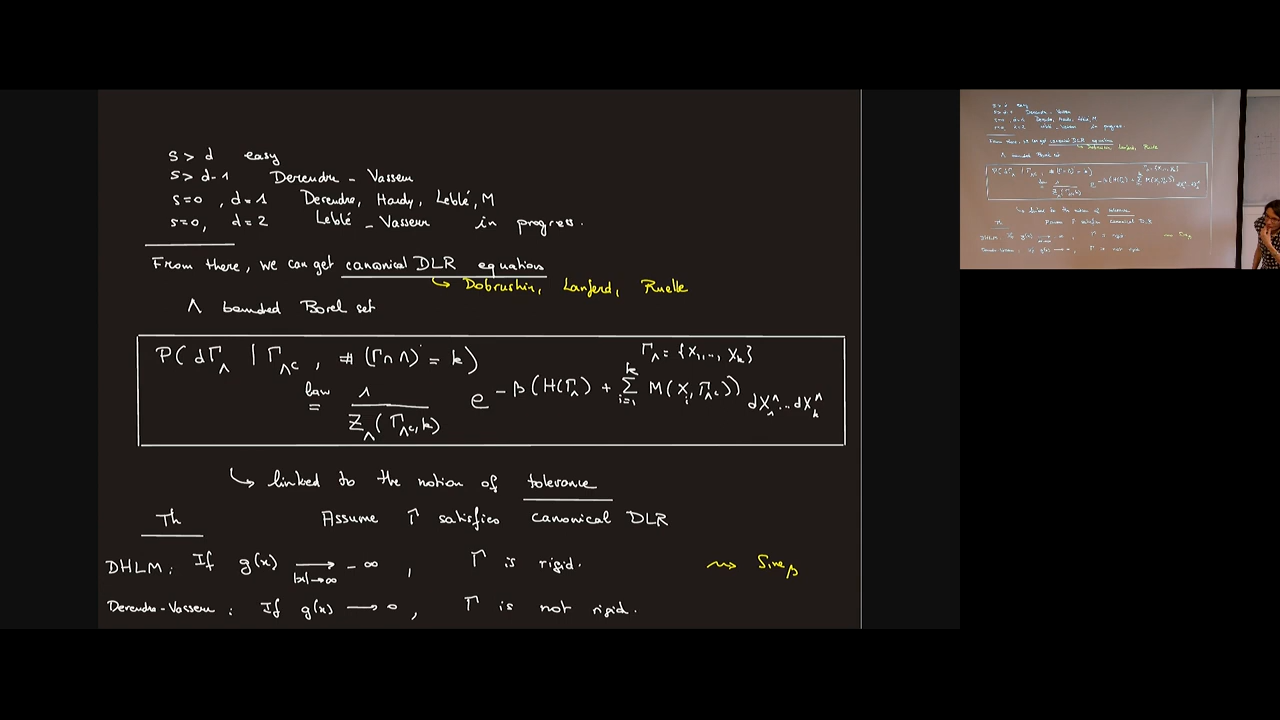 s > d easy
s > d-1 Dereudre - Vasseur
s=0, d=1 Dereudre, Hardy, Leblé, M
s=0, d=2 Leblé - Vasseur in progress.
From there, we can get canonical DLR equations
↳ Dobrushin, Lanford, Ruelle
Λ bounded Borel set
P(dΓ_Λ | Γ_{Λ^c}, #(Γ∩Λ) = k) Γ_Λ = {x_1,..., x_k}
law = 1/Z_Λ(Γ_{Λ^c}, k) e^{-β(H(Γ_Λ) + Σ_{i=1}^k M(x_i, Γ_{Λ^c}))} dx_1^Λ ... dx_k^Λ
↳ linked to the notion of tolerance
Th Assume Γ satisfies canonical DLR
DHLM: If g(x) →_{|x|→∞} -∞, Γ is rigid. ⇝ Sine_β
Dereudre-Vasseur: If g(x) → 0, Γ is not rigid.